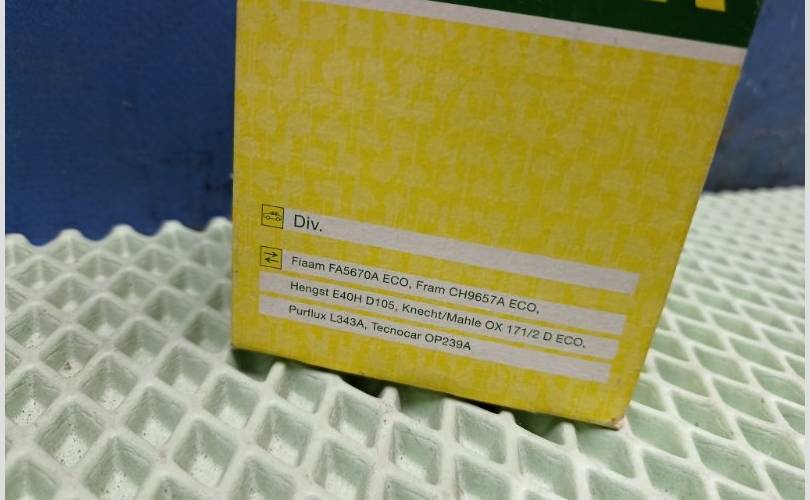 Div.
Fiaam FA5670A ECO, Fram CH9657A ECO,
Hengst E40H D105, Knecht/Mahle OX 171/2 D ECO,
Purflux L343A, Tecnocar OP239A